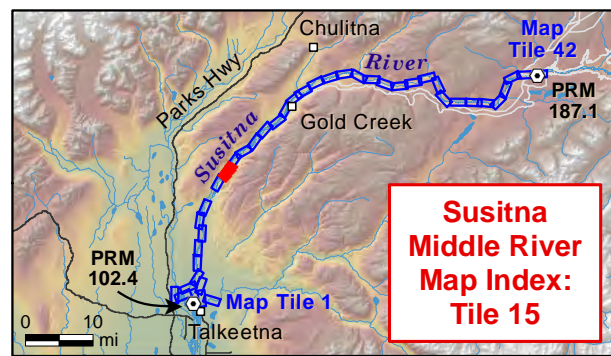 Chulitna
Map
Tile 42
Parks Hwy
River
PRM
187.1
Gold Creek
Susitna
Susitna
Middle River
Map Index:
Tile 15
PRM
102.4
Map Tile 1
Talkeetna
0 10
mi